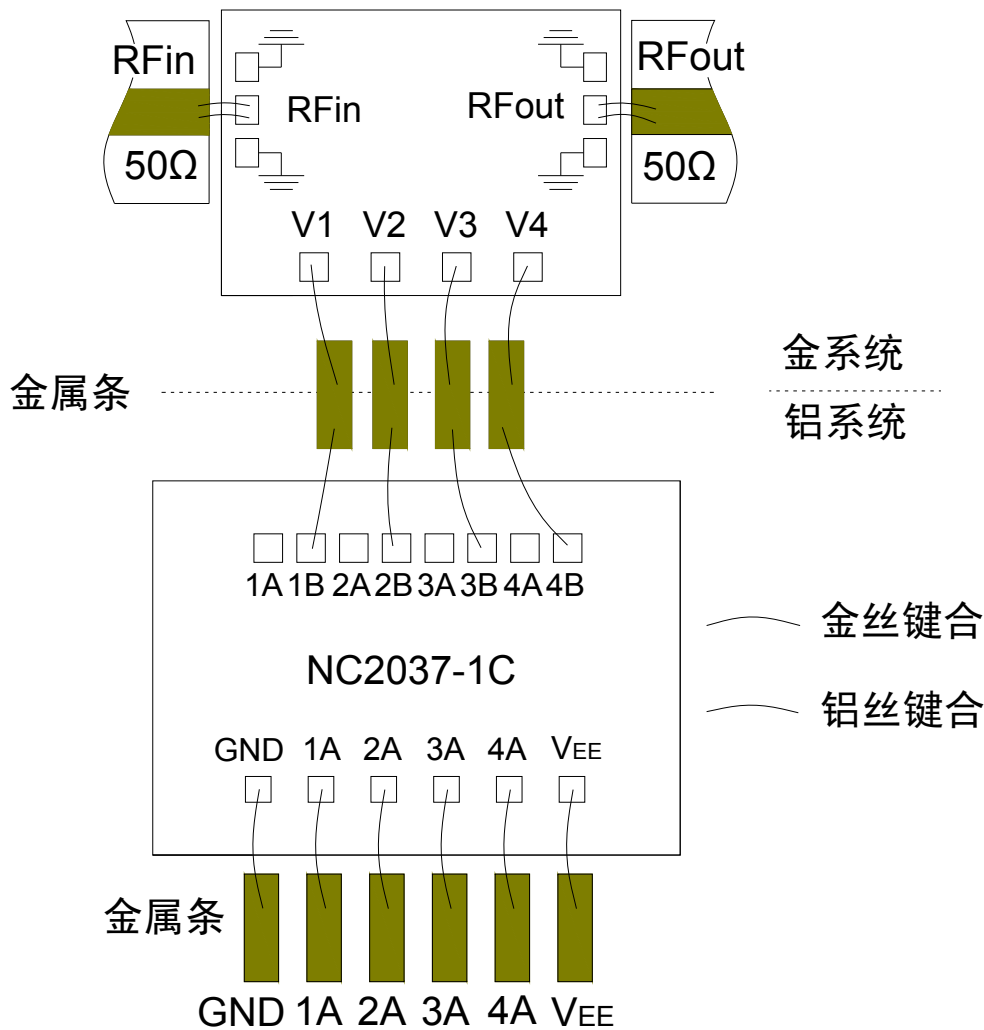 RFin RFout
RFin RFout
50Ω 50Ω
V1 V2 V3 V4
金系统
金属条
铝系统
1A 1B 2A 2B 3A 3B 4A 4B
金丝键合
NC2037-1C
铝丝键合
GND 1A 2A 3A 4A VEE
金属条
GND 1A 2A 3A 4A VEE